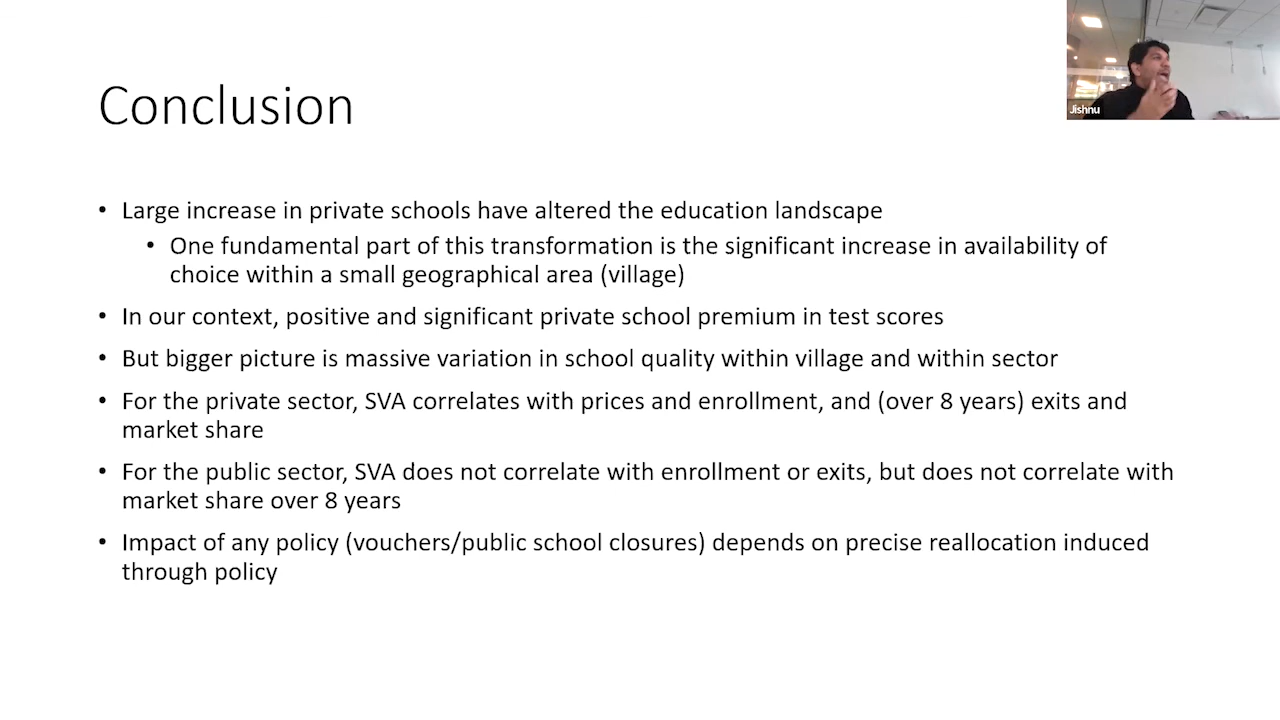 Conclusion
Jishnu
• Large increase in private schools have altered the education landscape
• One fundamental part of this transformation is the significant increase in availability of
choice within a small geographical area (village)
• In our context, positive and significant private school premium in test scores
• But bigger picture is massive variation in school quality within village and within sector
• For the private sector, SVA correlates with prices and enrollment, and (over 8 years) exits and
market share
• For the public sector, SVA does not correlate with enrollment or exits, but does not correlate with
market share over 8 years
• Impact of any policy (vouchers/public school closures) depends on precise reallocation induced
through policy